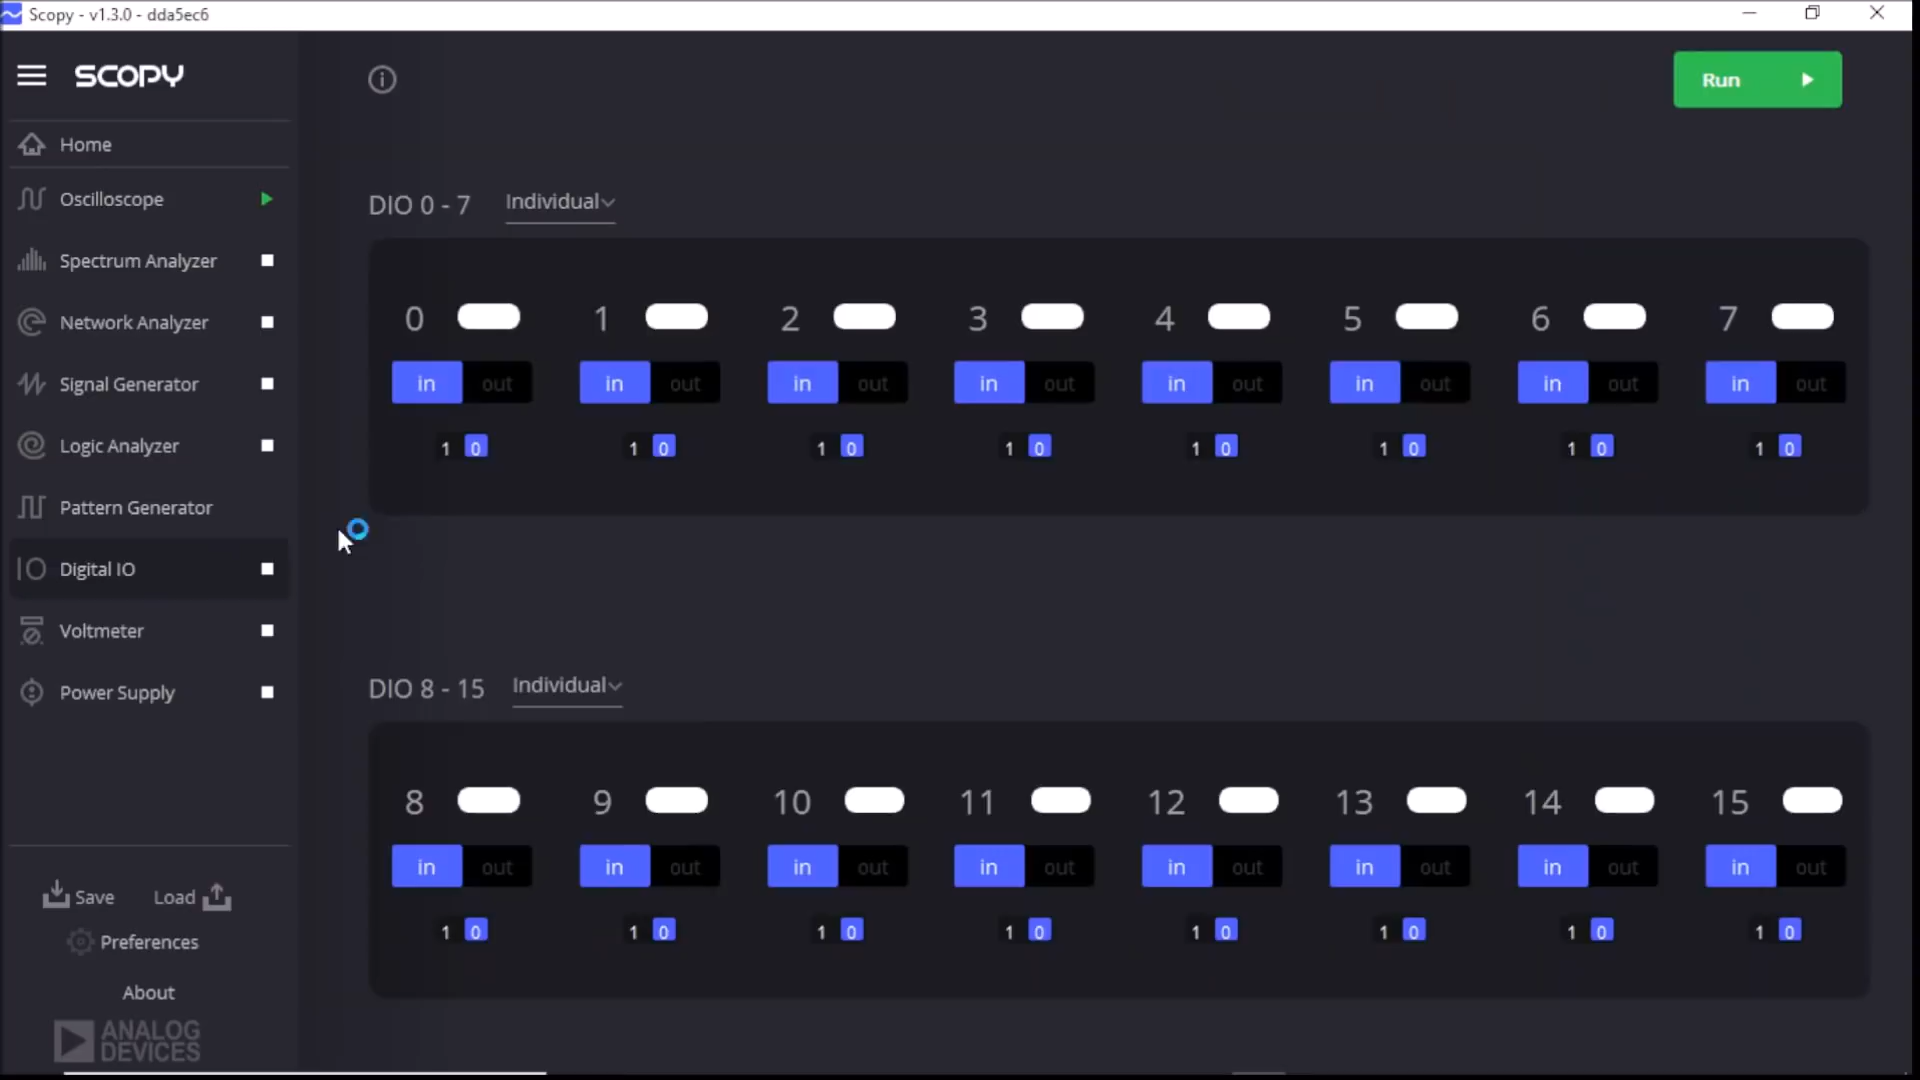 Scopy - v1.3.0 - dda5ec6
SCOPY
Run
Home
Oscilloscope
Spectrum Analyzer
Network Analyzer
Signal Generator
Logic Analyzer
Pattern Generator
Digital IO
Voltmeter
Power Supply
Save Load
Preferences
About
ANALOG
DEVICES
DIO 0 - 7 Individual
0 1 2 3 4 5 6 7
in out in out in out in out in out in out in out in out
1 0 1 0 1 0 1 0 1 0 1 0 1 0 1 0
DIO 8 - 15 Individual
8 9 10 11 12 13 14 15
in out in out in out in out in out in out in out in out
1 0 1 0 1 0 1 0 1 0 1 0 1 0 1 0